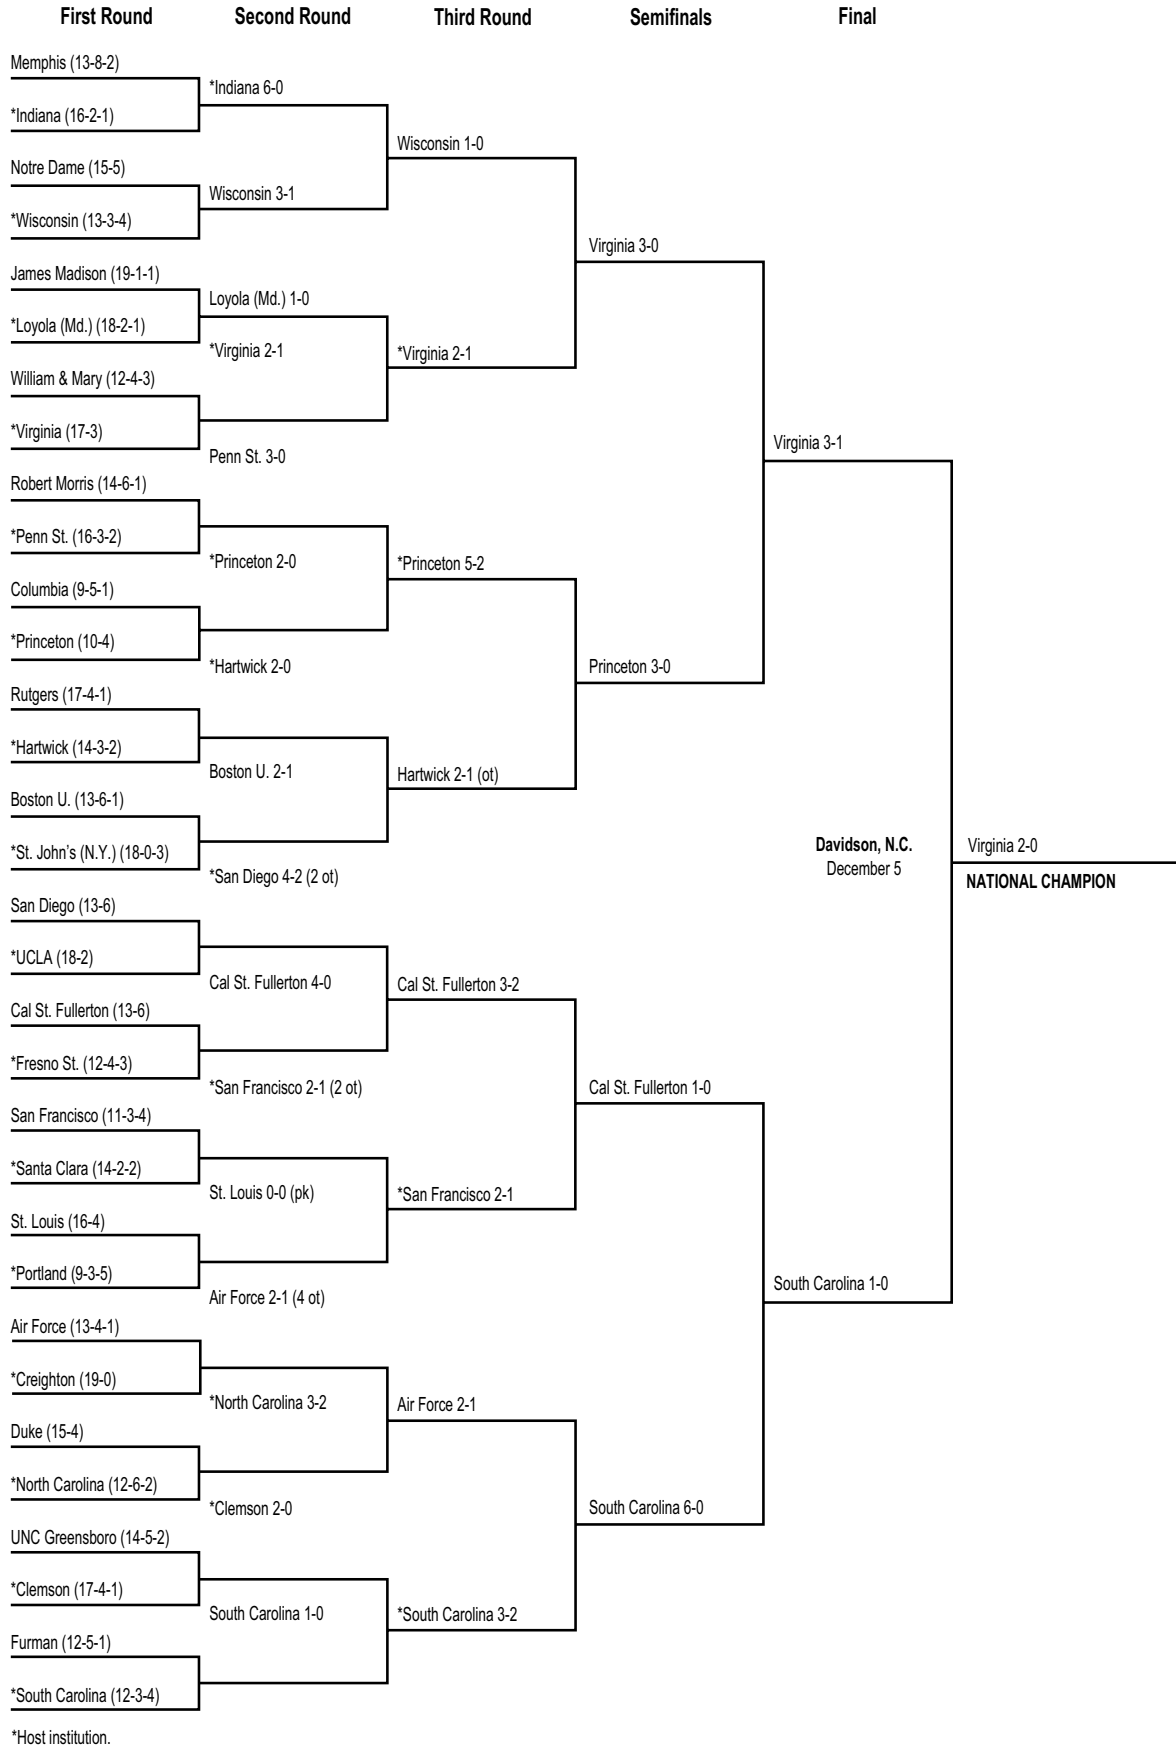 First Round
Second Round
Third Round
Semifinals
Final
Memphis (13-8-2)
*Indiana (16-2-1)
Notre Dame (15-5)
*Wisconsin (13-3-4)
James Madison (19-1-1)
*Loyola (Md.) (18-2-1)
William & Mary (12-4-3)
*Virginia (17-3)
Robert Morris (14-6-1)
*Penn St. (16-3-2)
Columbia (9-5-1)
*Princeton (10-4)
Rutgers (17-4-1)
*Hartwick (14-3-2)
Boston U. (13-6-1)
*St. John’s (N.Y.) (18-0-3)
San Diego (13-6)
*UCLA (18-2)
Cal St. Fullerton (13-6)
*Fresno St. (12-4-3)
San Francisco (11-3-4)
*Santa Clara (14-2-2)
St. Louis (16-4)
*Portland (9-3-5)
Air Force (13-4-1)
*Creighton (19-0)
Duke (15-4)
*North Carolina (12-6-2)
UNC Greensboro (14-5-2)
*Clemson (17-4-1)
Furman (12-5-1)
*South Carolina (12-3-4)
*Indiana 6-0
Wisconsin 3-1
Loyola (Md.) 1-0
*Virginia 2-1
Penn St. 3-0
*Princeton 2-0
*Hartwick 2-0
Boston U. 2-1
*San Diego 4-2 (2 ot)
Cal St. Fullerton 4-0
*San Francisco 2-1 (2 ot)
St. Louis 0-0 (pk)
Air Force 2-1 (4 ot)
*North Carolina 3-2
*Clemson 2-0
South Carolina 1-0
Wisconsin 1-0
*Virginia 2-1
*Princeton 5-2
Hartwick 2-1 (ot)
Cal St. Fullerton 3-2
*San Francisco 2-1
Air Force 2-1
*South Carolina 3-2
Virginia 3-0
Princeton 3-0
Cal St. Fullerton 1-0
South Carolina 6-0
Virginia 3-1
South Carolina 1-0
Davidson, N.C.
December 5
Virginia 2-0
NATIONAL CHAMPION
*Host institution.